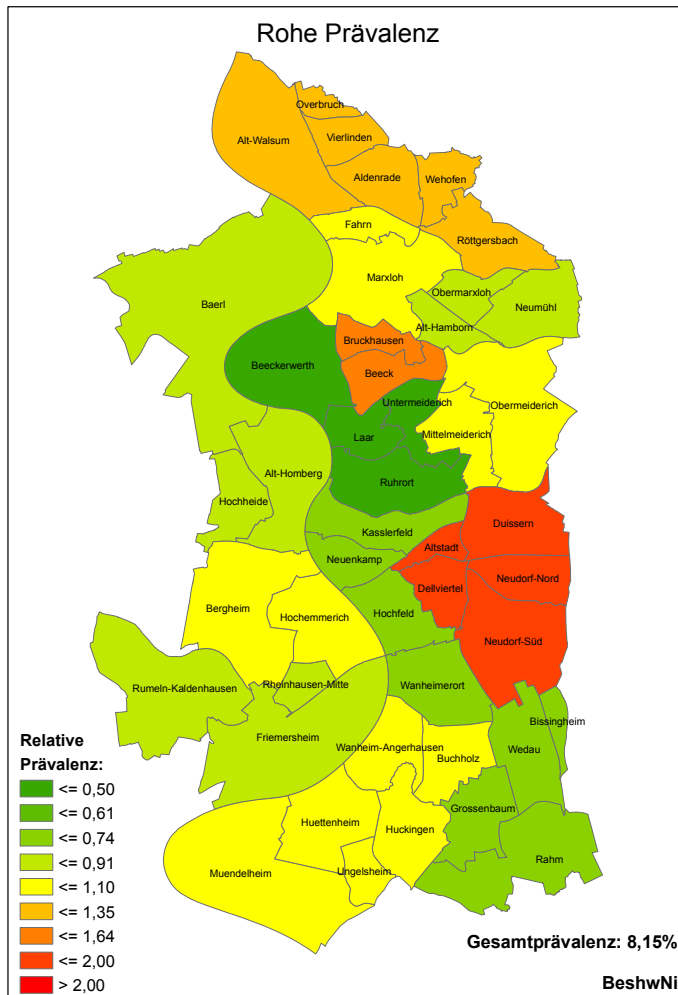 Rohe Prävalenz
Overbruch
Alt-Walsum
Vierlinden
Aldenrade
Wehofen
Fahrn
Röttgersbach
Marxloh
Obermarxloh
Baerl
Neumühl
Alt-Hamborn
Bruckhausen
Beeckerwerth
Beeck
Untermeiderich
Obermeiderich
Laar
Mittelmeiderich
Alt-Homberg
Ruhrort
Hochheide
Kasslerfeld
Duissern
Altstadt
Neuenkamp
Neudorf-Nord
Dellviertel
Bergheim
Hochemmerich
Hochfeld
Neudorf-Süd
Rumeln-Kaldenhausen
Rheinhausen-Mitte
Wanheimerort
Bissingheim
Friemersheim
Wanheim-Angerhausen
Wedau
Buchholz
Grossenbaum
Huettenheim
Huckingen
Muendelheim
Ungelsheim
Rahm
Relative
Prävalenz:
<= 0,50
<= 0,61
<= 0,74
<= 0,91
<= 1,10
<= 1,35
<= 1,64
<= 2,00
> 2,00
Gesamtprävalenz: 8,15%
BeshwNi